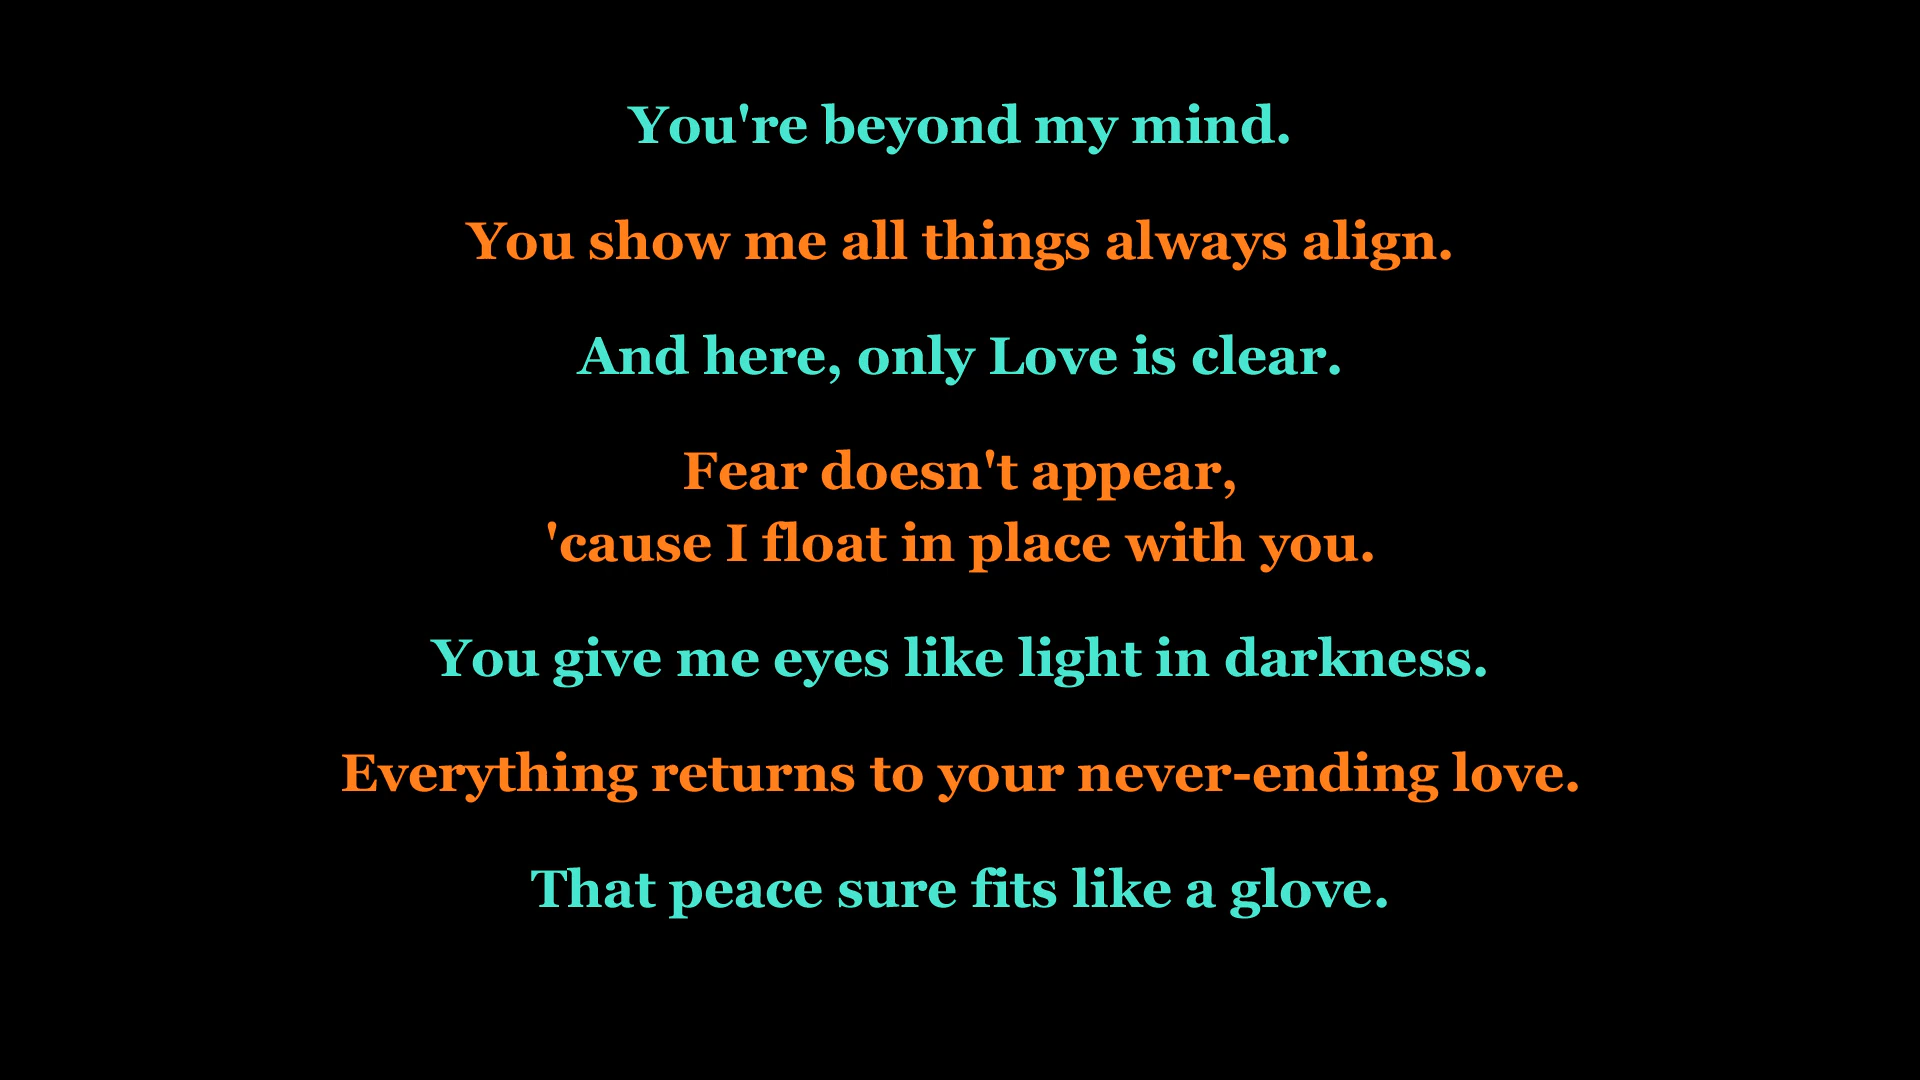 You're beyond my mind.
You show me all things always align.
And here, only Love is clear.
Fear doesn't appear,
'cause I float in place with you.
You give me eyes like light in darkness.
Everything returns to your never-ending love.
That peace sure fits like a glove.